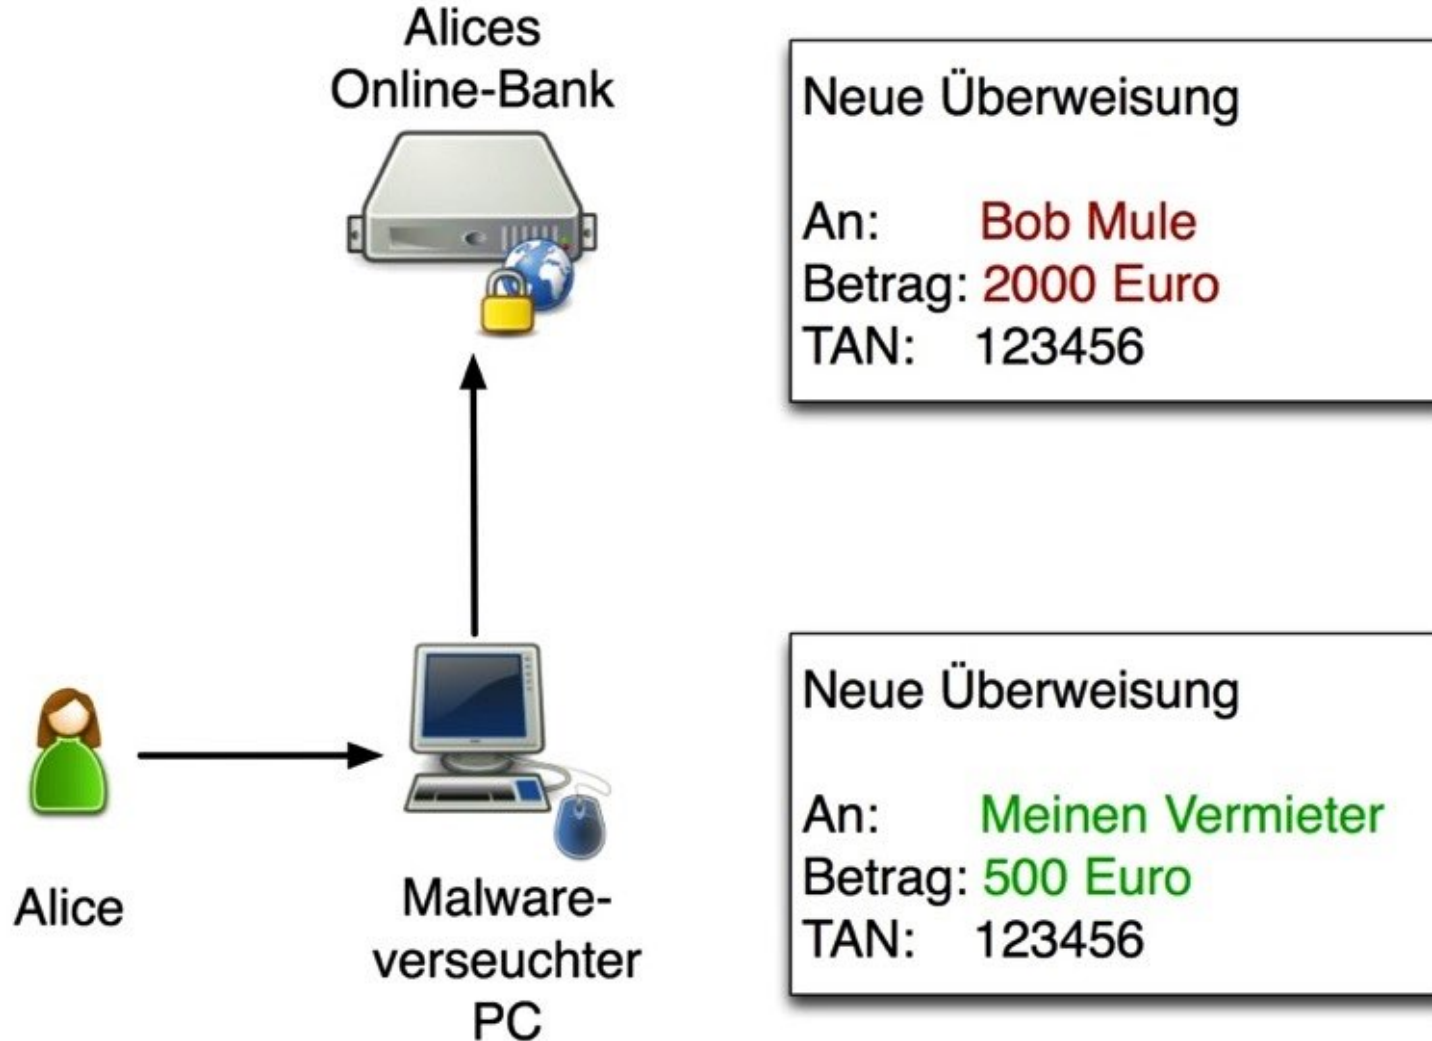 Alices
Online-Bank
Neue Überweisung
An: Bob Mule
Betrag: 2000 Euro
TAN: 123456
Neue Überweisung
An: Meinen Vermieter
Betrag: 500 Euro
TAN: 123456
Alice
Malware-
verseuchter
PC